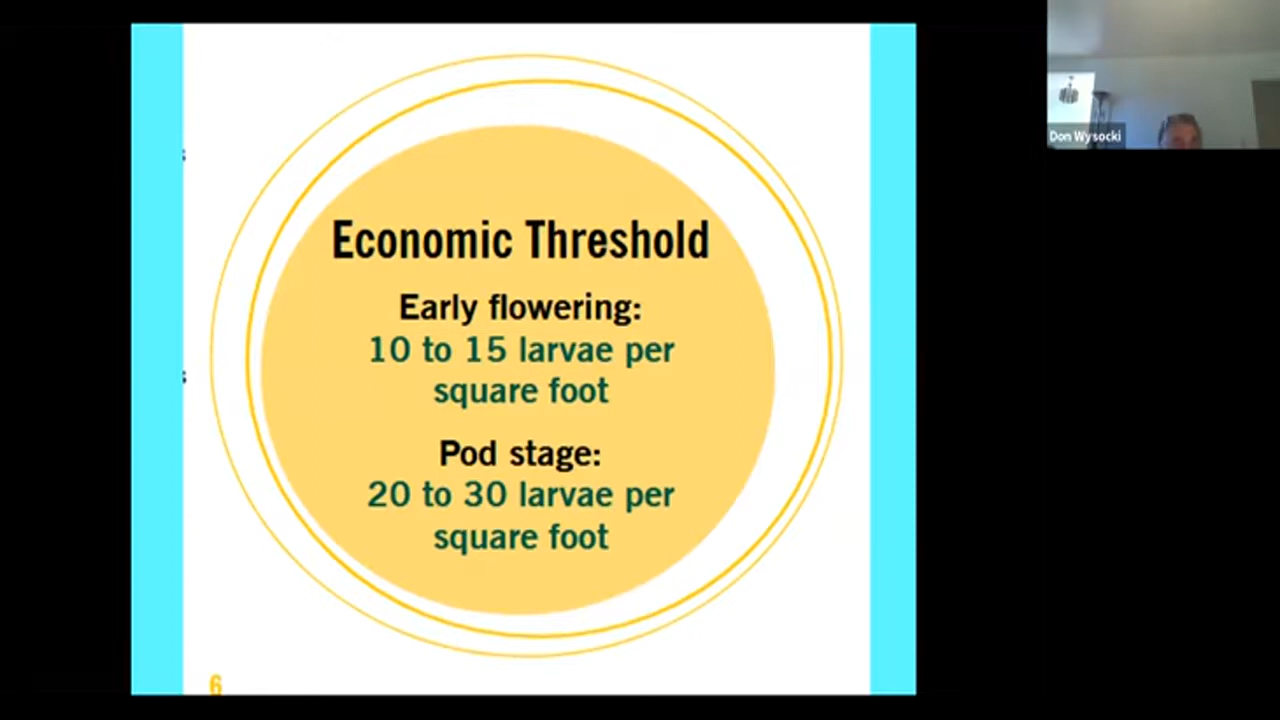 Don Wysocki
s
Economic Threshold
Early flowering:
10 to 15 larvae per
square foot
s
Pod stage:
20 to 30 larvae per
square foot
6